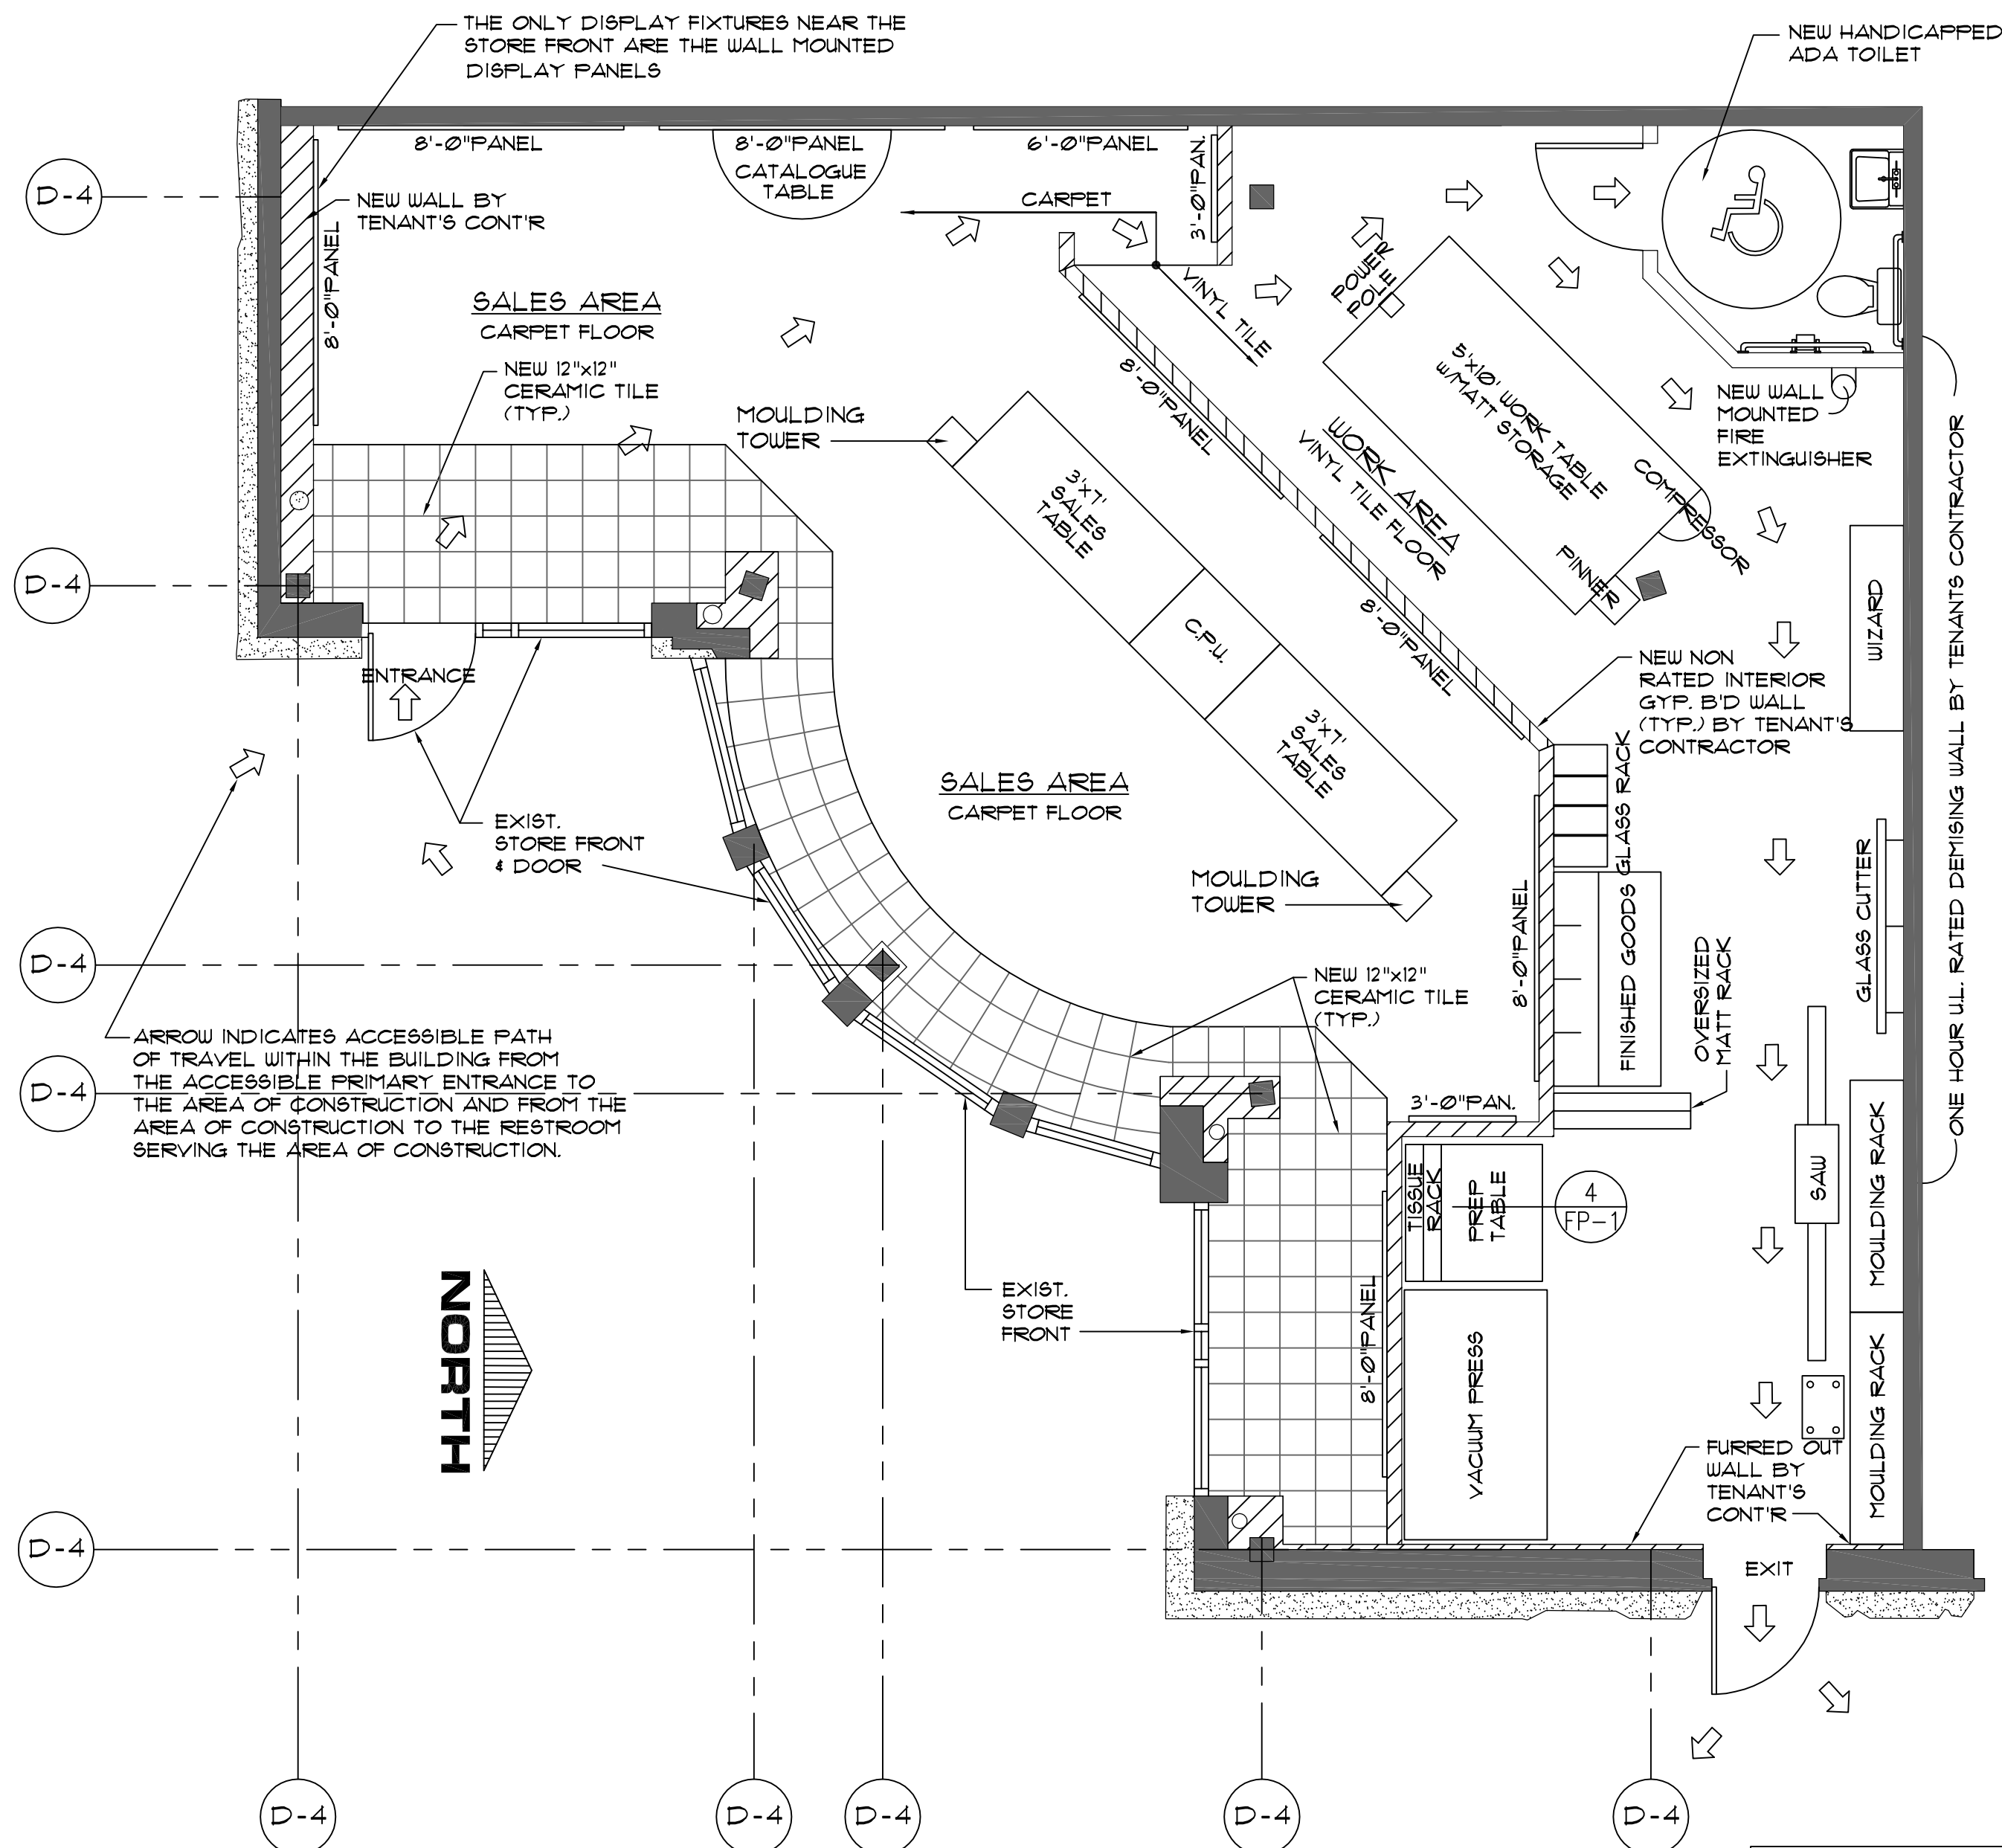 THE ONLY DISPLAY FIXTURES NEAR THE
STORE FRONT ARE THE WALL MOUNTED
DISPLAY PANELS
NEW HANDICAPPED
ADA TOILET
8'-0"PANEL
8'-0"PANEL
6'-0"PANEL
CATALOGUE
TABLE
3'-0"PAN.
D-4
NEW WALL BY
TENANT'S CONT'R
CARPET
8'-0"PANEL
VINYL TILE
POWER
POLE
SALES AREA
CARPET FLOOR
NEW 12"x12"
CERAMIC TILE
(TYP.)
MOULDING
TOWER
8'-0"PANEL
5'x10' WORK TABLE
w/MATT STORAGE
WORK AREA
VINYL TILE FLOOR
NEW WALL
MOUNTED
FIRE
EXTINGUISHER
COMPRESSOR
PINNER
3'x7'
SALES
TABLE
C.P.U.
3'x7'
SALES
TABLE
8'-0"PANEL
WIZARD
ONE HOUR U.L. RATED DEMISING WALL BY TENANTS CONTRACTOR
D-4
ENTRANCE
NEW NON
RATED INTERIOR
GYP. B'D WALL
(TYP.) BY TENANT'S
CONTRACTOR
SALES AREA
CARPET FLOOR
EXIST.
STORE FRONT
& DOOR
GLASS RACK
MOULDING
TOWER
8'-0"PANEL
FINISHED GOODS
GLASS CUTTER
OVERSIZED
MATT RACK
D-4
NEW 12"x12"
CERAMIC TILE
(TYP.)
ARROW INDICATES ACCESSIBLE PATH
OF TRAVEL WITHIN THE BUILDING FROM
THE ACCESSIBLE PRIMARY ENTRANCE TO
THE AREA OF CONSTRUCTION AND FROM THE
AREA OF CONSTRUCTION TO THE RESTROOM
SERVING THE AREA OF CONSTRUCTION.
D-4
3'-0"PAN.
TISSUE
RACK
PREP
TABLE
4
FP-1
SAW
MOULDING RACK
NORTH
EXIST.
STORE
FRONT
8'-0"PANEL
VACUUM PRESS
MOULDING RACK
FURRED OUT
WALL BY
TENANT'S
CONT'R
D-4
EXIT
D-4
D-4
D-4
D-4
D-4